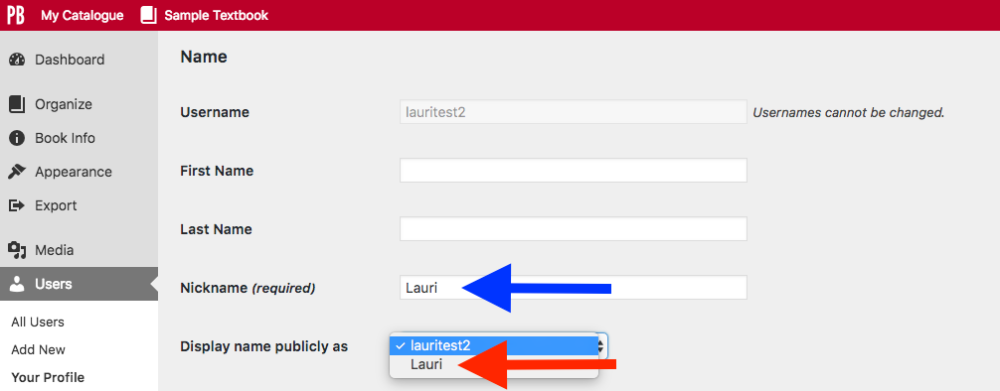 PB My Catalogue Sample Textbook
Dashboard
Organize
Book Info
Appearance
Export
Media
Users
All Users
Add New
Your Profile
Name
Username lauritest2 Usernames cannot be changed.
First Name
Last Name
Nickname (required) Lauri
Display name publicly as ✓ lauritest2
Lauri